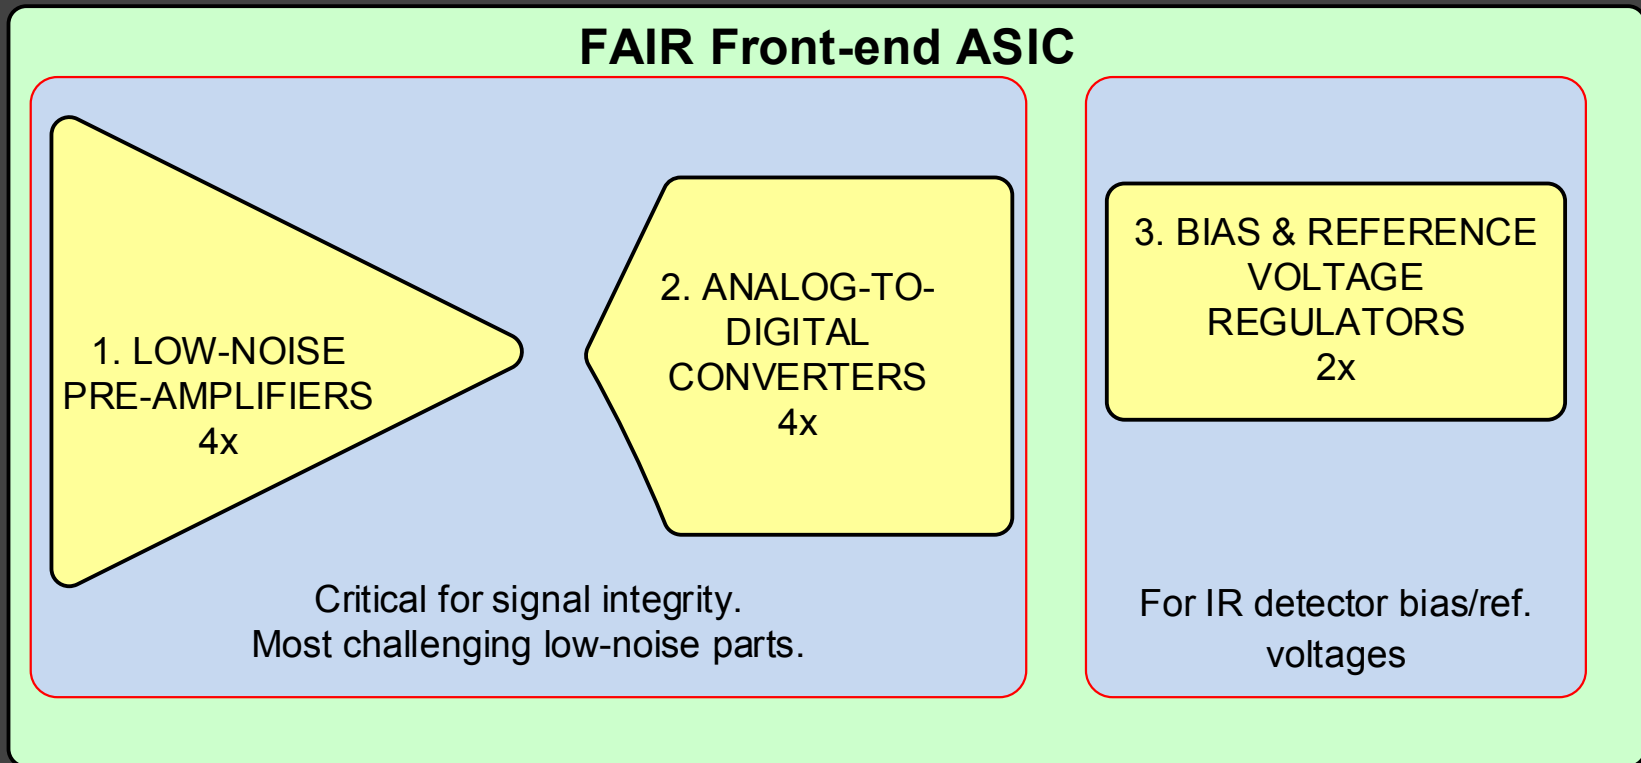 FAIR Front-end ASIC
1. LOW-NOISE
PRE-AMPLIFIERS
4x
2. ANALOG-TO-
DIGITAL
CONVERTERS
4x
Critical for signal integrity.
Most challenging low-noise parts.
3. BIAS & REFERENCE
VOLTAGE
REGULATORS
2x
For IR detector bias/ref.
voltages